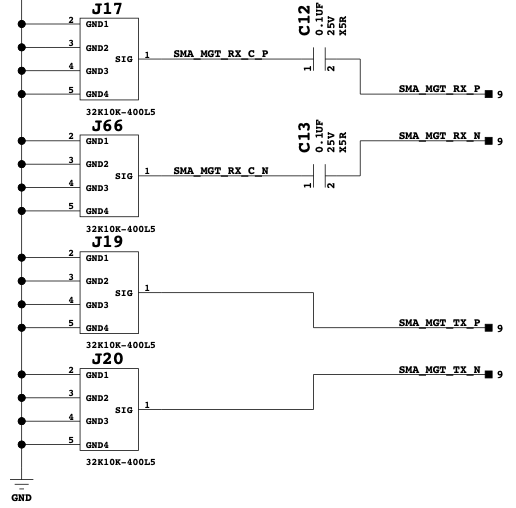 J17
2 GND1
3 GND2
4 GND3
5 GND4
SIG 1
32K10K-400L5
SMA_MGT_RX_C_P
C12
0.1UF
25V
X5R
1 2
SMA_MGT_RX_P 9
J66
2 GND1
3 GND2
4 GND3
5 GND4
SIG 1
32K10K-400L5
SMA_MGT_RX_C_N
C13
0.1UF
25V
X5R
1 2
SMA_MGT_RX_N 9
J19
2 GND1
3 GND2
4 GND3
5 GND4
SIG 1
32K10K-400L5
SMA_MGT_TX_P 9
J20
2 GND1
3 GND2
4 GND3
5 GND4
SIG 1
32K10K-400L5
SMA_MGT_TX_N 9
GND